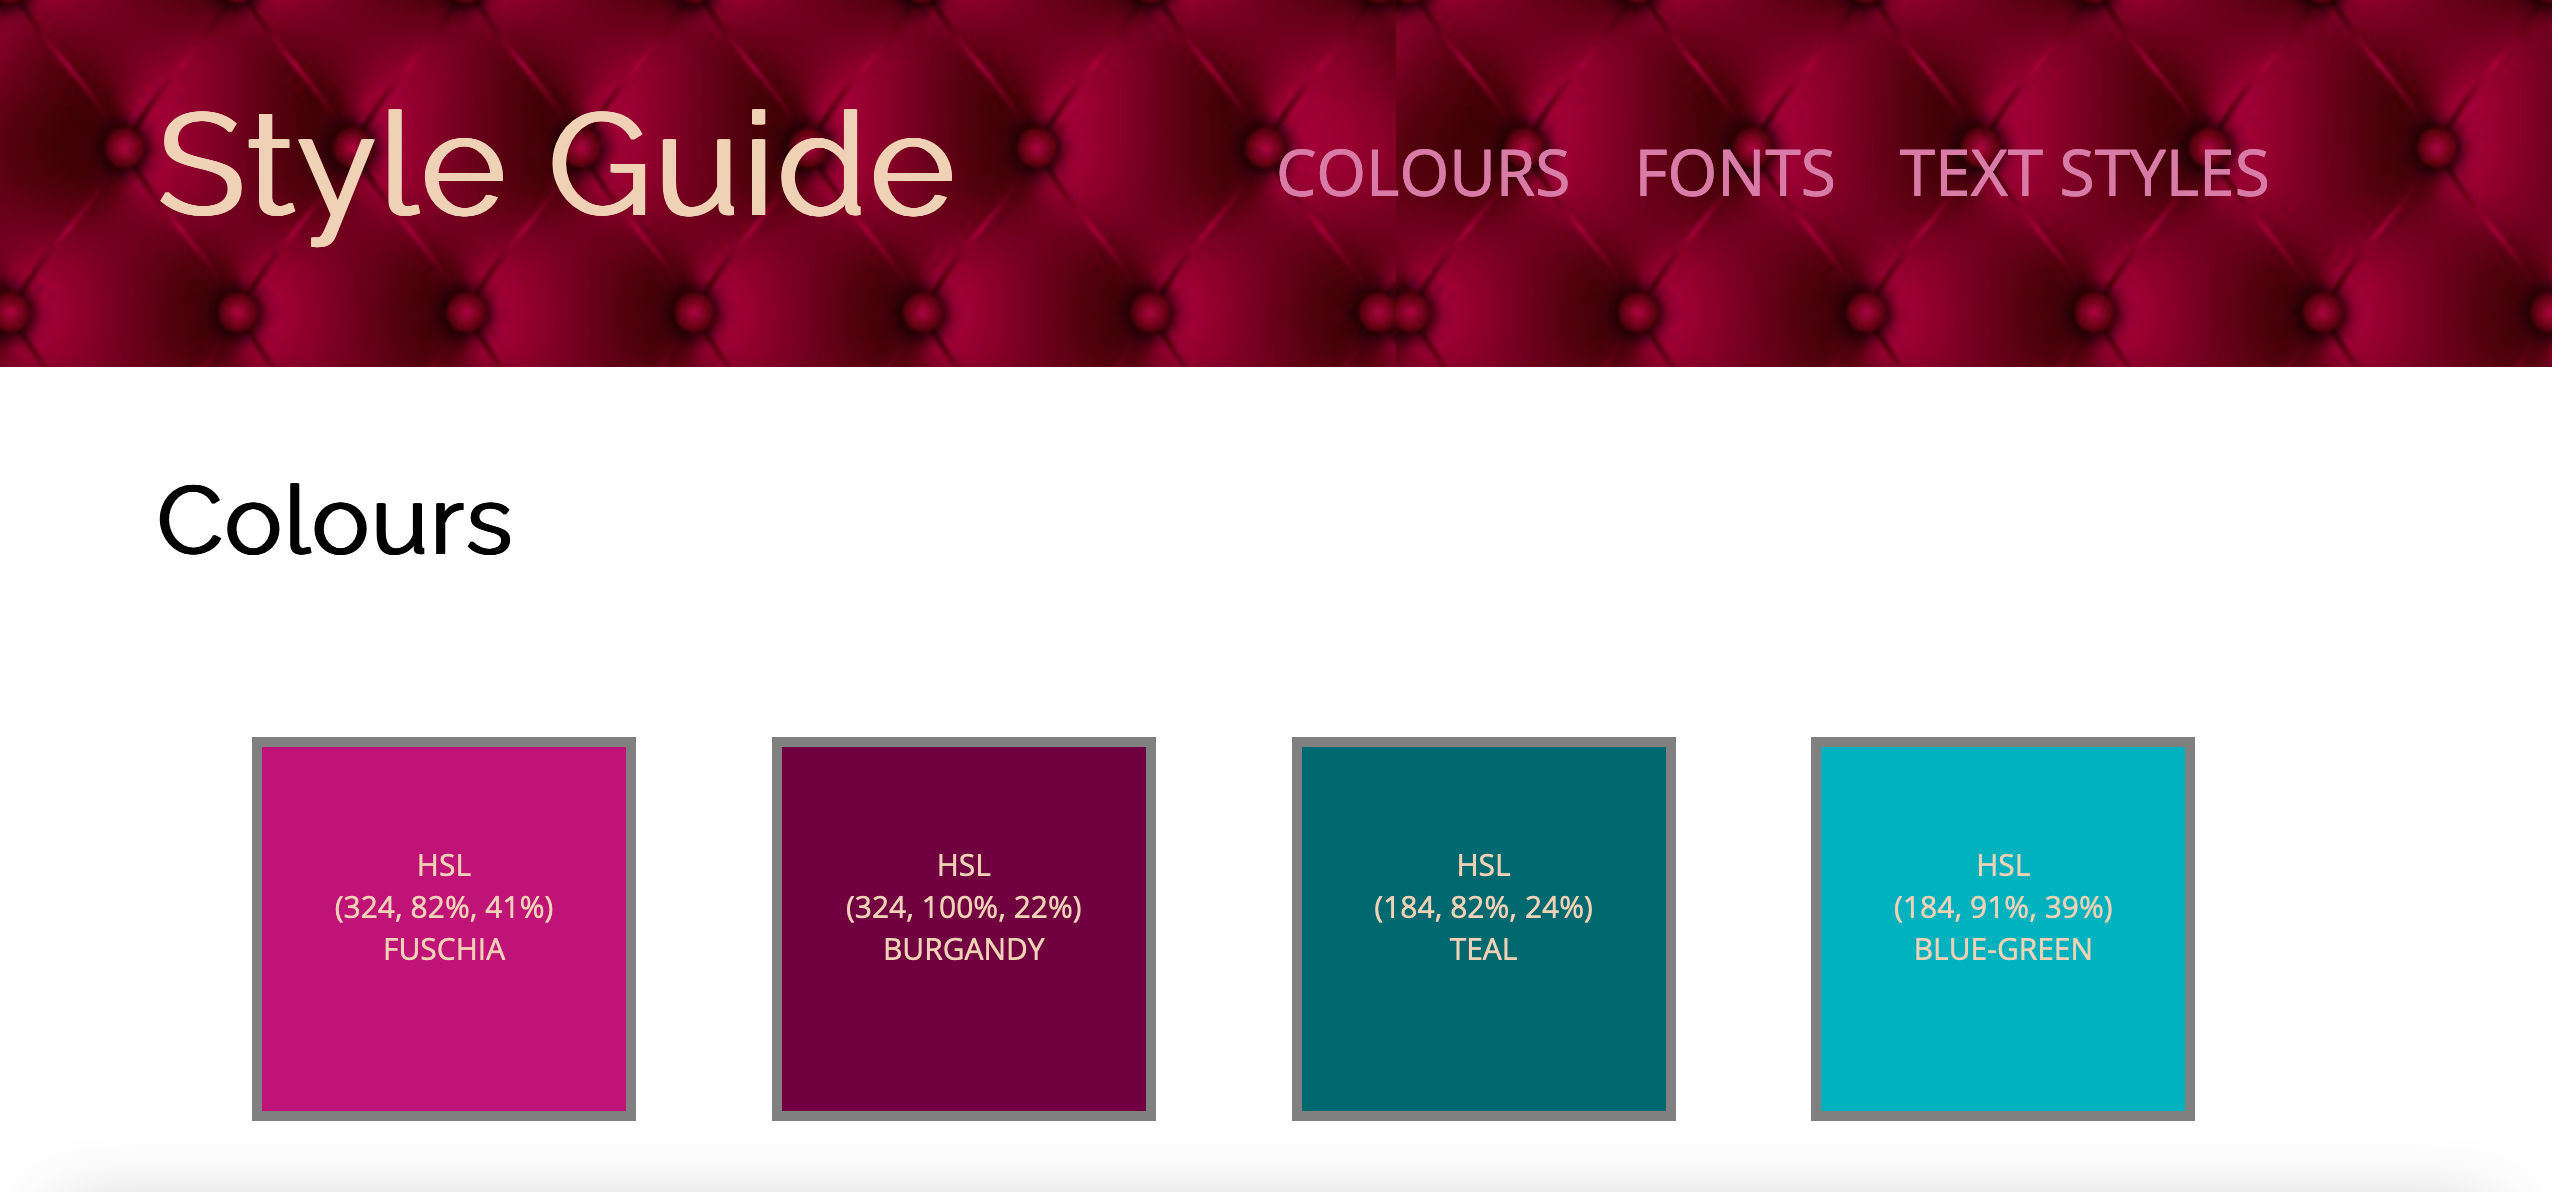 Style Guide
COLOURS FONTS TEXT STYLES
Colours
HSL
(324, 82%, 41%)
FUSCHIA
HSL
(324, 100%, 22%)
BURGANDY
HSL
(184, 82%, 24%)
TEAL
HSL
(184, 91%, 39%)
BLUE-GREEN